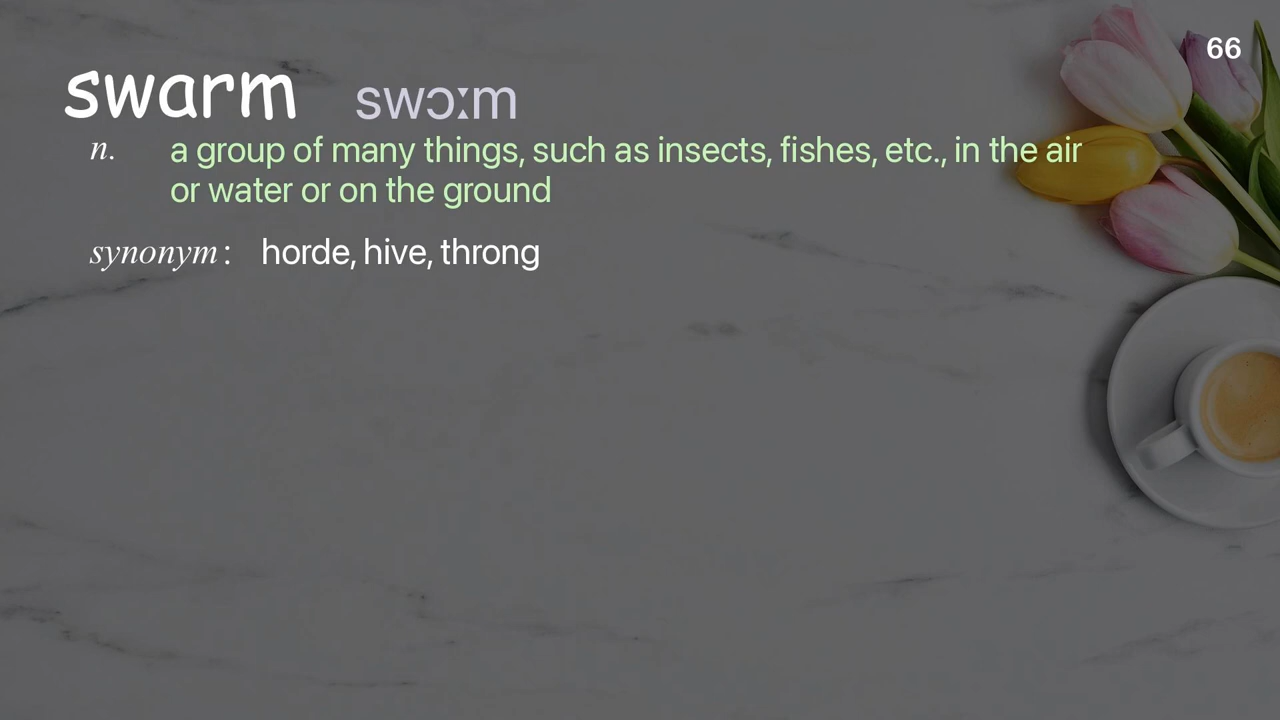 66
swarm swɔːm
n. a group of many things, such as insects, fishes, etc., in the air
or water or on the ground
synonym : horde, hive, throng